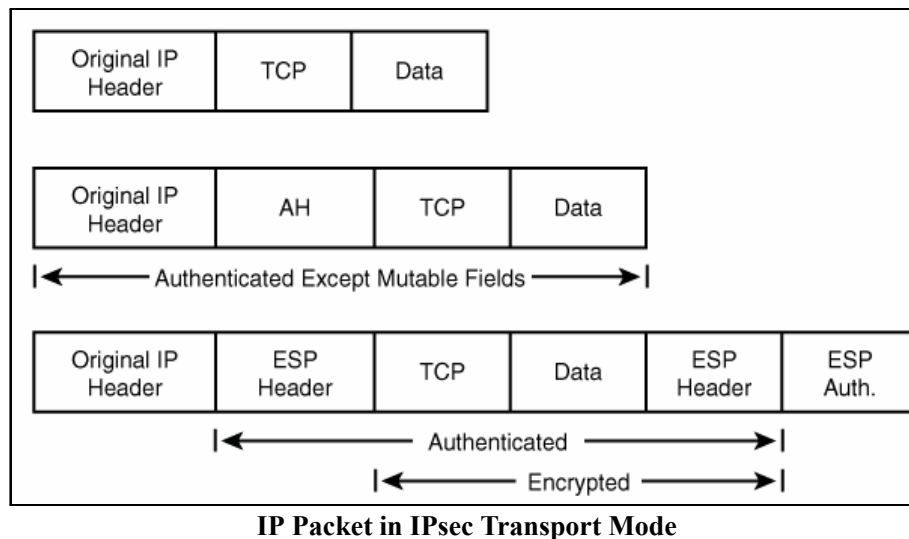 Original IP
Header
TCP
Data
Original IP
Header
AH
TCP
Data
Authenticated Except Mutable Fields
Original IP
Header
ESP
Header
TCP
Data
ESP
Header
ESP
Auth.
Authenticated
Encrypted
IP Packet in IPsec Transport Mode